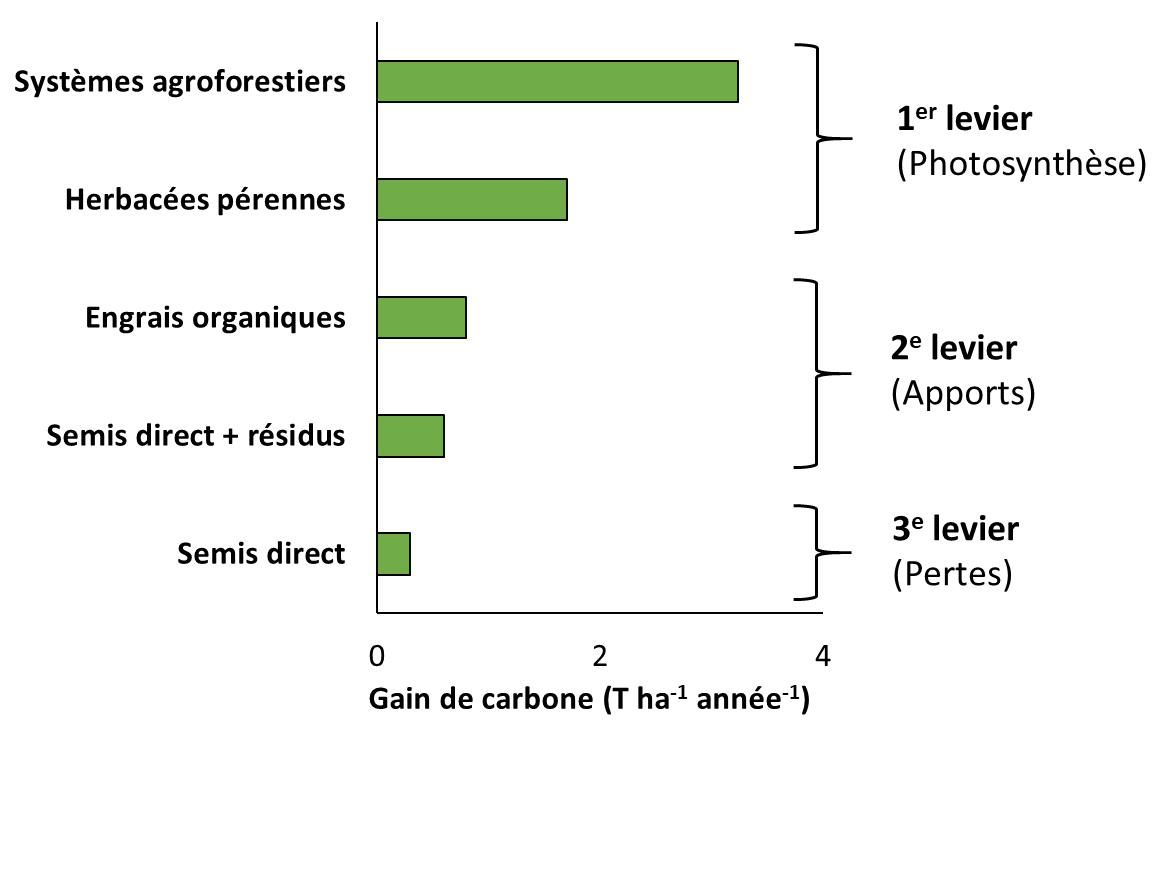 Systèmes agroforestiers
1er levier
(Photosynthèse)
Herbacées pérennes
Engrais organiques
2e levier
(Apports)
Semis direct + résidus
3e levier
(Pertes)
Semis direct
0 2 4
Gain de carbone (T ha-1 année-1)